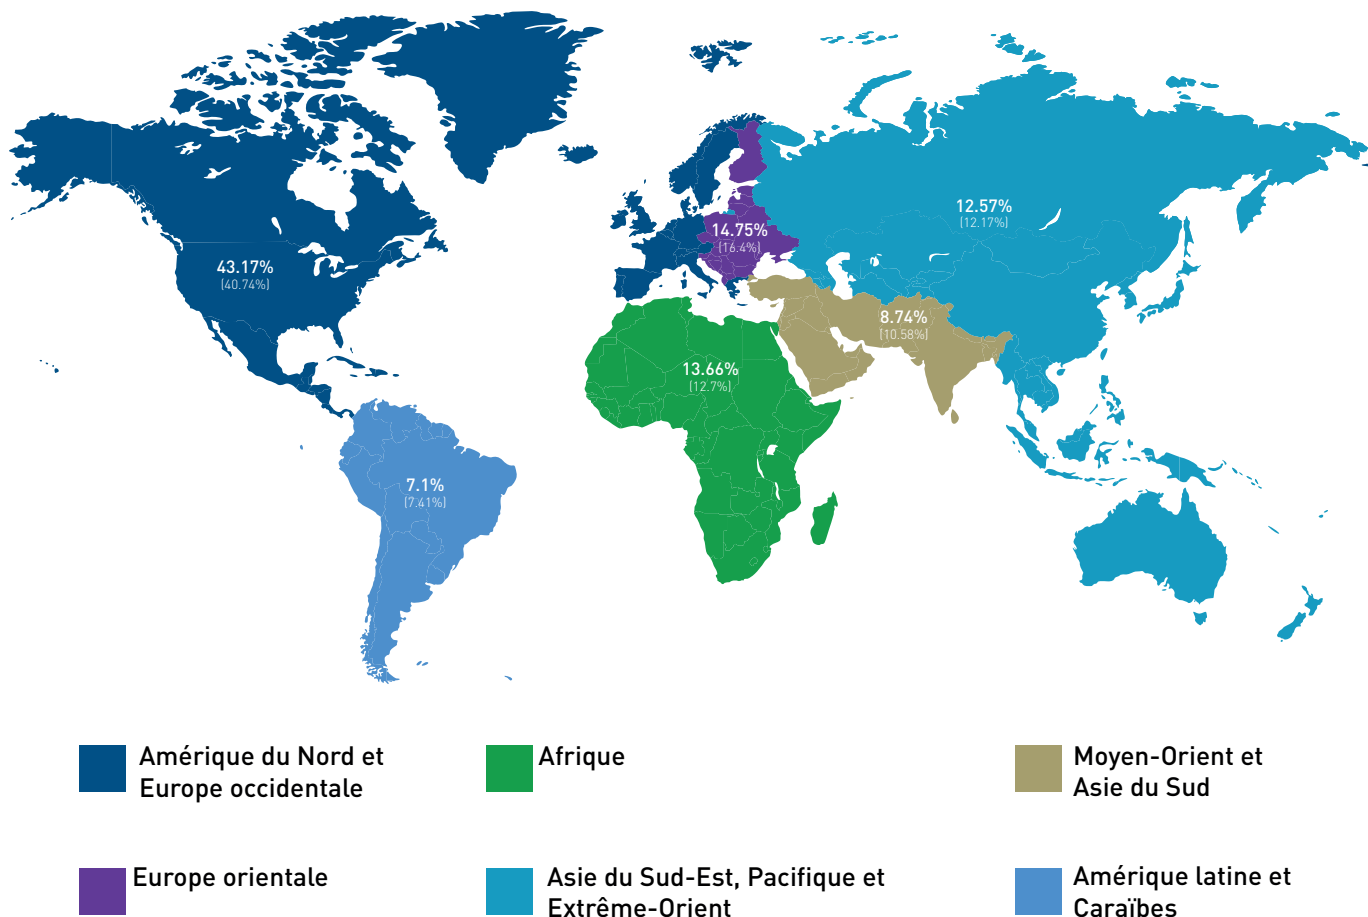 12.57%
(12.17%)
14.75%
(16.4%)
43.17%
(40.74%)
8.74%
(10.58%)
13.66%
(12.7%)
7.1%
(7.41%)
Amérique du Nord et
Europe occidentale
Afrique
Moyen-Orient et
Asie du Sud
Europe orientale
Asie du Sud-Est, Pacifique et
Extrême-Orient
Amérique latine et
Caraïbes